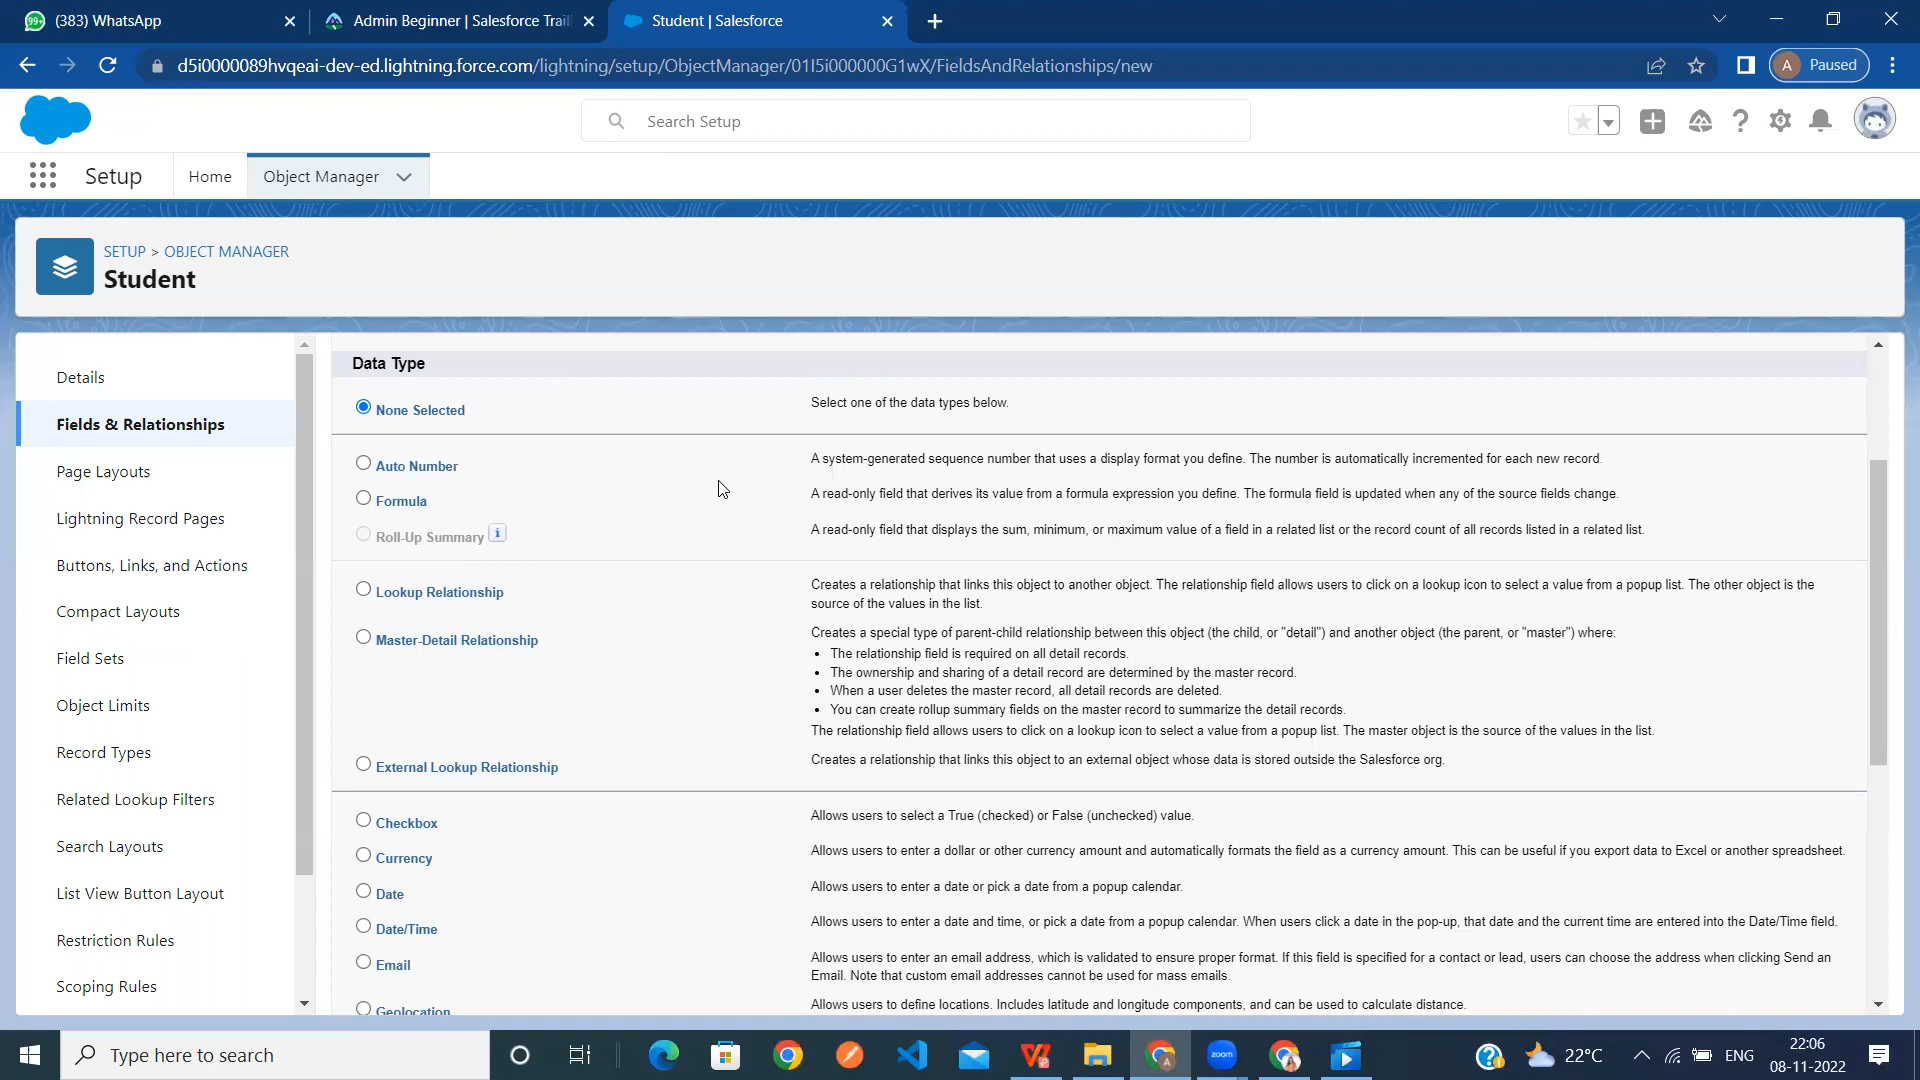 (383) WhatsApp
Admin Beginner | Salesforce Trail
Student | Salesforce
99+
d5i0000089hvqeai-dev-ed.lightning.force.com/lightning/setup/ObjectManager/01I5i000000G1wX/FieldsAndRelationships/new
A Paused
Search Setup
Setup
Home
Object Manager
SETUP > OBJECT MANAGER
Student
Details
Fields & Relationships
Page Layouts
Lightning Record Pages
Buttons, Links, and Actions
Compact Layouts
Field Sets
Object Limits
Record Types
Related Lookup Filters
Search Layouts
List View Button Layout
Restriction Rules
Scoping Rules
Data Type
None Selected
Select one of the data types below.
Auto Number
A system-generated sequence number that uses a display format you define. The number is automatically incremented for each new record.
Formula
A read-only field that derives its value from a formula expression you define. The formula field is updated when any of the source fields change.
Roll-Up Summary i
A read-only field that displays the sum, minimum, or maximum value of a field in a related list or the record count of all records listed in a related list.
Lookup Relationship
Creates a relationship that links this object to another object. The relationship field allows users to click on a lookup icon to select a value from a popup list. The other object is the
source of the values in the list.
Master-Detail Relationship
Creates a special type of parent-child relationship between this object (the child, or "detail") and another object (the parent, or "master") where:
• The relationship field is required on all detail records.
• The ownership and sharing of a detail record are determined by the master record.
• When a user deletes the master record, all detail records are deleted.
• You can create rollup summary fields on the master record to summarize the detail records.
The relationship field allows users to click on a lookup icon to select a value from a popup list. The master object is the source of the values in the list.
External Lookup Relationship
Creates a relationship that links this object to an external object whose data is stored outside the Salesforce org.
Checkbox
Allows users to select a True (checked) or False (unchecked) value.
Currency
Allows users to enter a dollar or other currency amount and automatically formats the field as a currency amount. This can be useful if you export data to Excel or another spreadsheet.
Date
Allows users to enter a date or pick a date from a popup calendar.
Date/Time
Allows users to enter a date and time, or pick a date from a popup calendar. When users click a date in the pop-up, that date and the current time are entered into the Date/Time field.
Email
Allows users to enter an email address, which is validated to ensure proper format. If this field is specified for a contact or lead, users can choose the address when clicking Send an
Email. Note that custom email addresses cannot be used for mass emails.
Geolocation
Allows users to define locations. Includes latitude and longitude components, and can be used to calculate distance.
Type here to search
zoom
A
22°C
ENG
22:06
08-11-2022